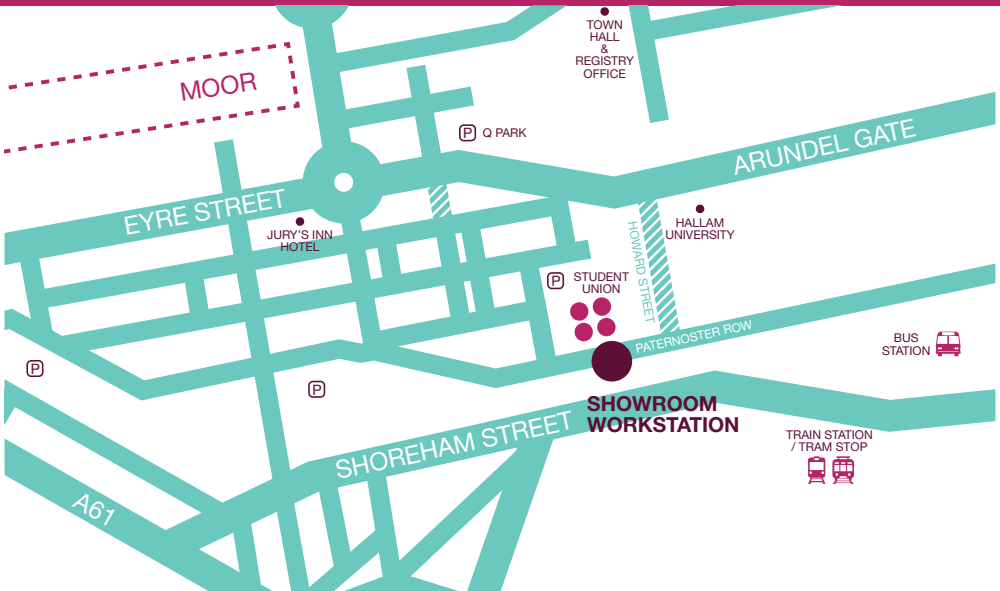 TOWN
HALL
&
REGISTRY
OFFICE
MOOR
P Q PARK
ARUNDEL GATE
EYRE STREET
JURY'S INN
HOTEL
HOWARD STREET
HALLAM
UNIVERSITY
P
STUDENT
UNION
PATERNOSTER ROW
BUS
STATION
P
P
SHOWROOM
WORKSTATION
SHOREHAM STREET
TRAIN STATION
/ TRAM STOP
A61